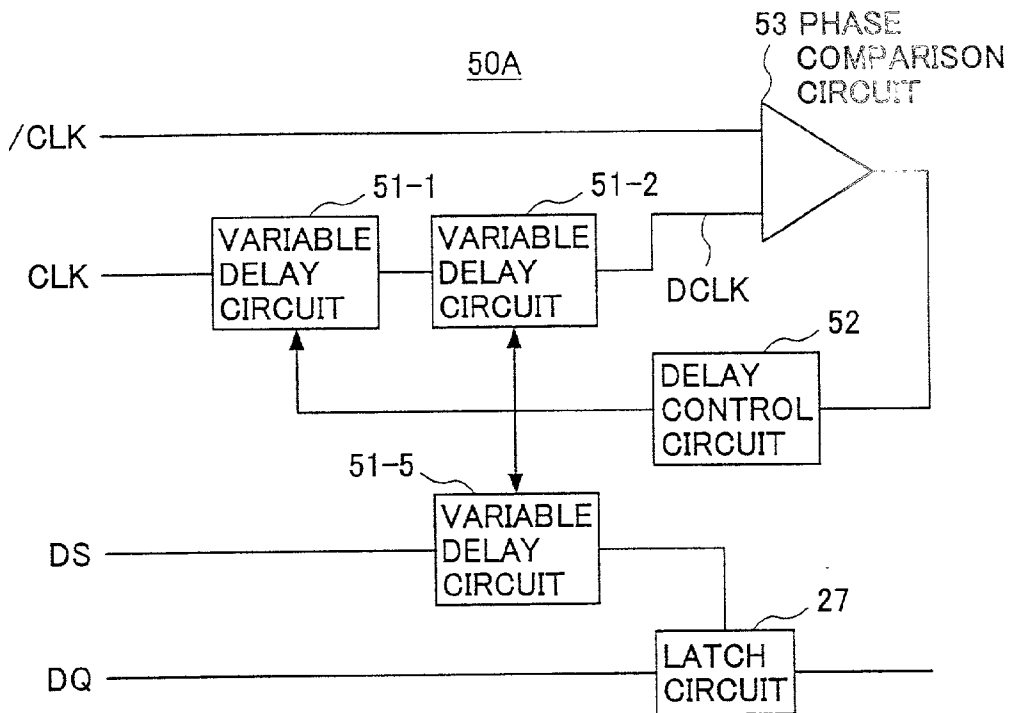 53 PHASE
COMPARISON
CIRCUIT
50A
/CLK
51-1
51-2
VARIABLE
DELAY
CIRCUIT
VARIABLE
DELAY
CIRCUIT
CLK
DCLK
52
DELAY
CONTROL
CIRCUIT
51-5
VARIABLE
DELAY
CIRCUIT
DS
27
LATCH
CIRCUIT
DQ